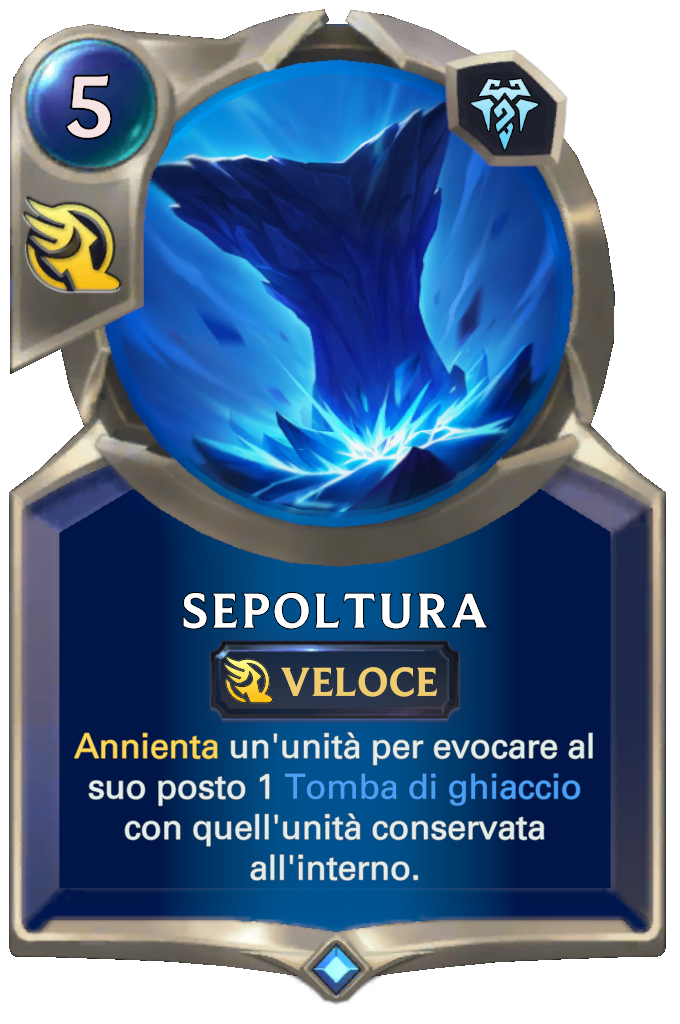 5
SEPOLTURA
VELOCE
Annienta un'unità per evocare al
suo posto 1 Tomba di ghiaccio
con quell'unità conservata
all'interno.